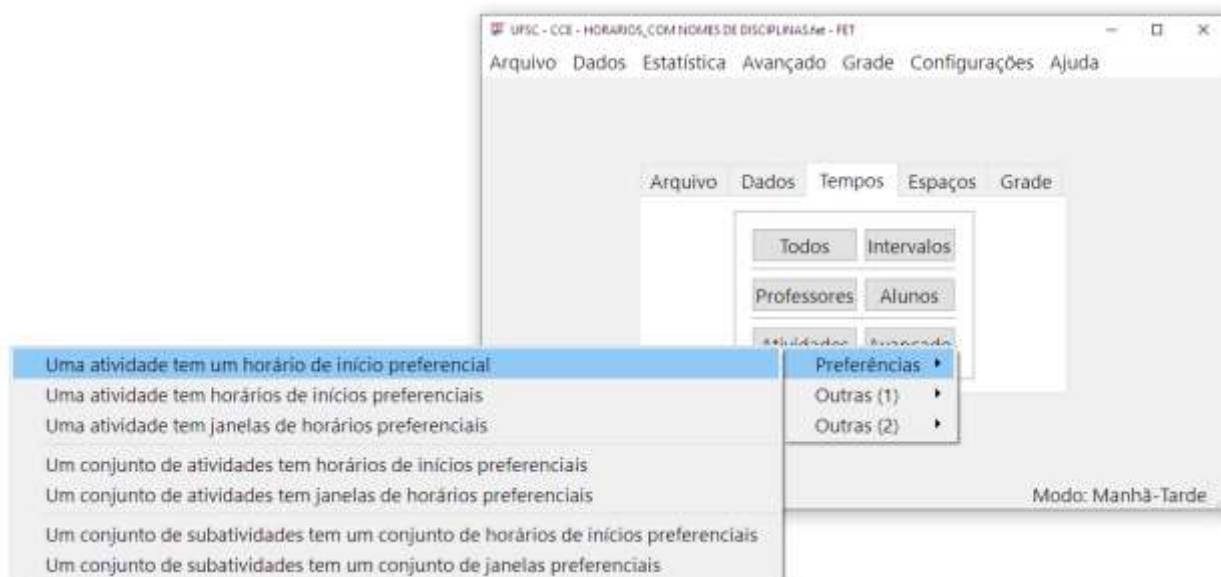 UFSC - CCE - HORARIOS_COM NOMES DE DISCIPLINAS.fet - FET
Arquivo Dados Estatística Avançado Grade Configurações Ajuda
Arquivo Dados Tempos Espaços Grade
Todos Intervalos
Professores Alunos
Atividades Avançado
Uma atividade tem um horário de início preferencial
Uma atividade tem horários de inícios preferenciais
Uma atividade tem janelas de horários preferenciais
Um conjunto de atividades tem horários de inícios preferenciais
Um conjunto de atividades tem janelas de horários preferenciais
Um conjunto de subatividades tem um conjunto de horários de inícios preferenciais
Um conjunto de subatividades tem um conjunto de janelas preferenciais
Preferências
Outras (1)
Outras (2)
Modo: Manhã-Tarde